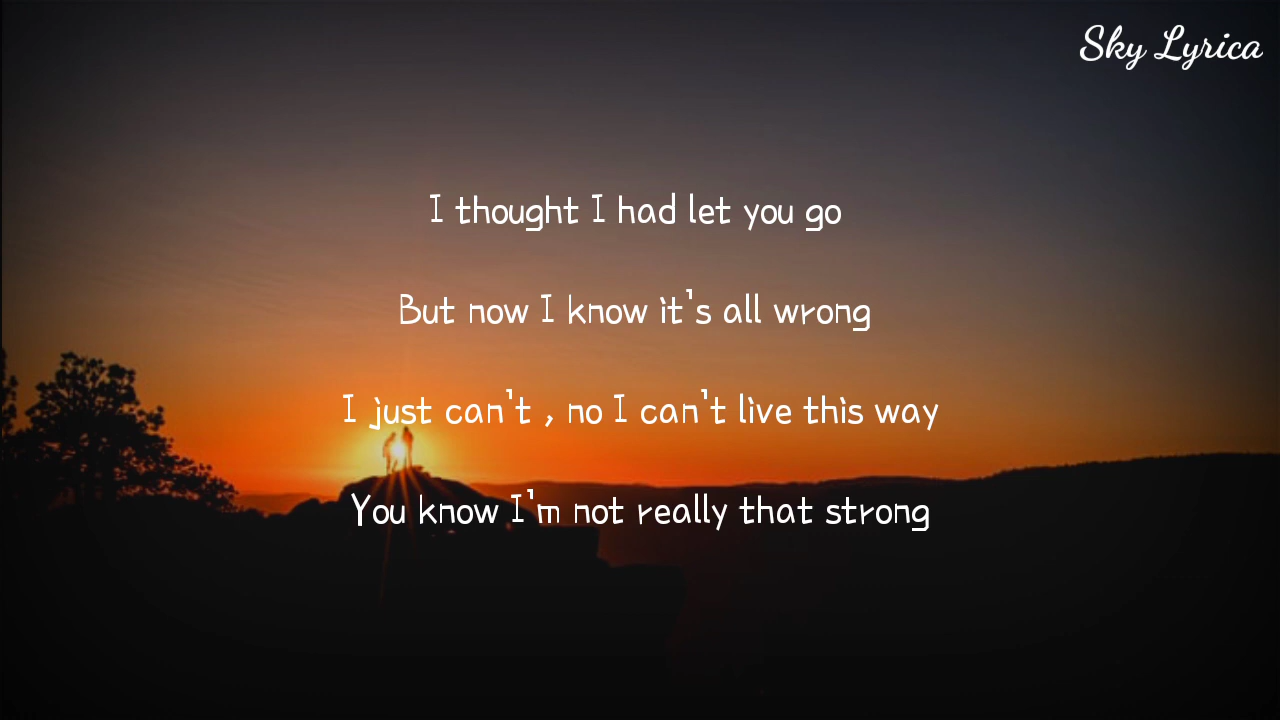 Sky Lyrica
I thought I had let you go
But now I know it's all wrong
I just can't , no I can't live this way
You know I'm not really that strong